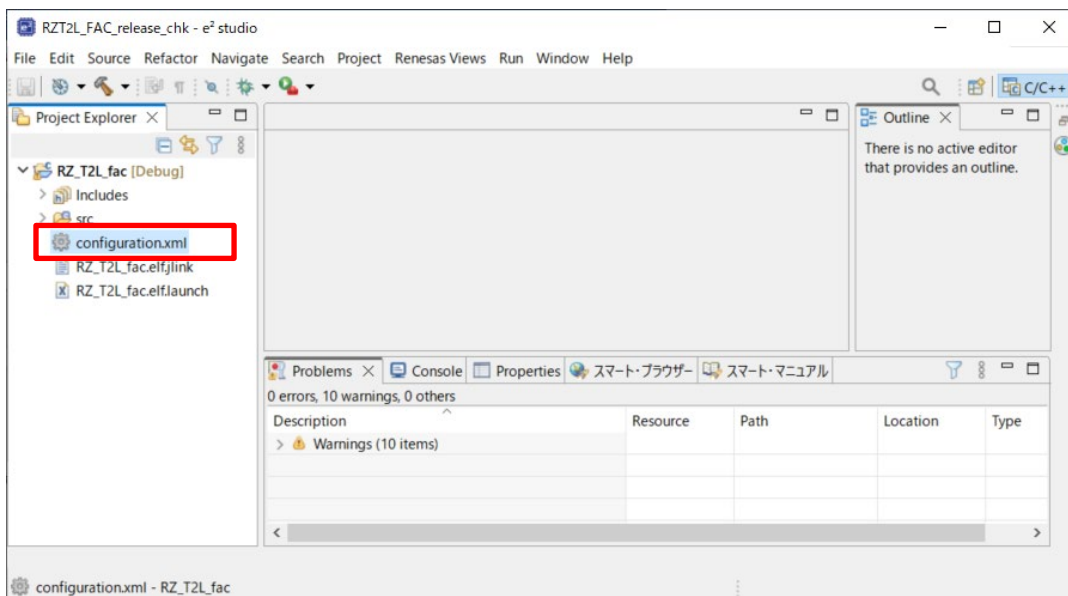 RZT2L_FAC_release_chk - e² studio
File Edit Source Refactor Navigate Search Project Renesas Views Run Window Help
C/C++
Project Explorer
Outline
There is no active editor
that provides an outline.
RZ_T2L_fac [Debug]
Includes
src
configuration.xml
RZ_T2L_fac.elf.jlink
RZ_T2L_fac.elf.launch
Problems Console Properties スマート・ブラウザー スマート・マニュアル
0 errors, 10 warnings, 0 others
Description Resource Path Location Type
Warnings (10 items)
configuration.xml - RZ_T2L_fac